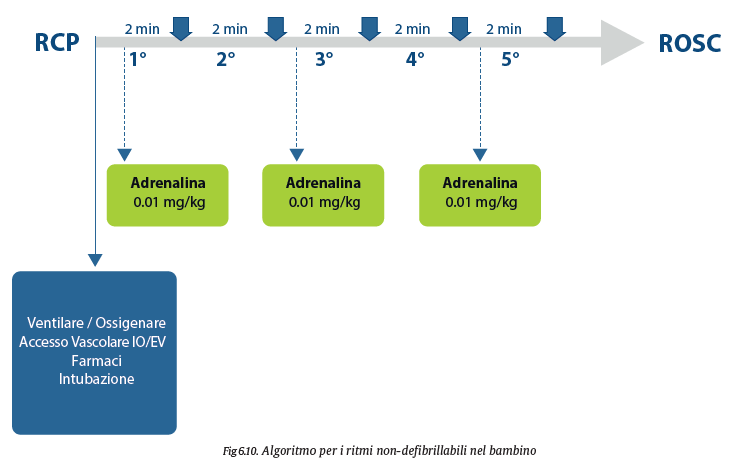 RCP
2 min
2 min
2 min
2 min
2 min
1°
2°
3°
4°
5°
ROSC
Adrenalina
0.01 mg/kg
Adrenalina
0.01 mg/kg
Adrenalina
0.01 mg/kg
Ventilare / Ossigenare
Accesso Vascolare IO/EV
Farmaci
Intubazione
Fig 6.10. Algoritmo per i ritmi non-defibrillabili nel bambino